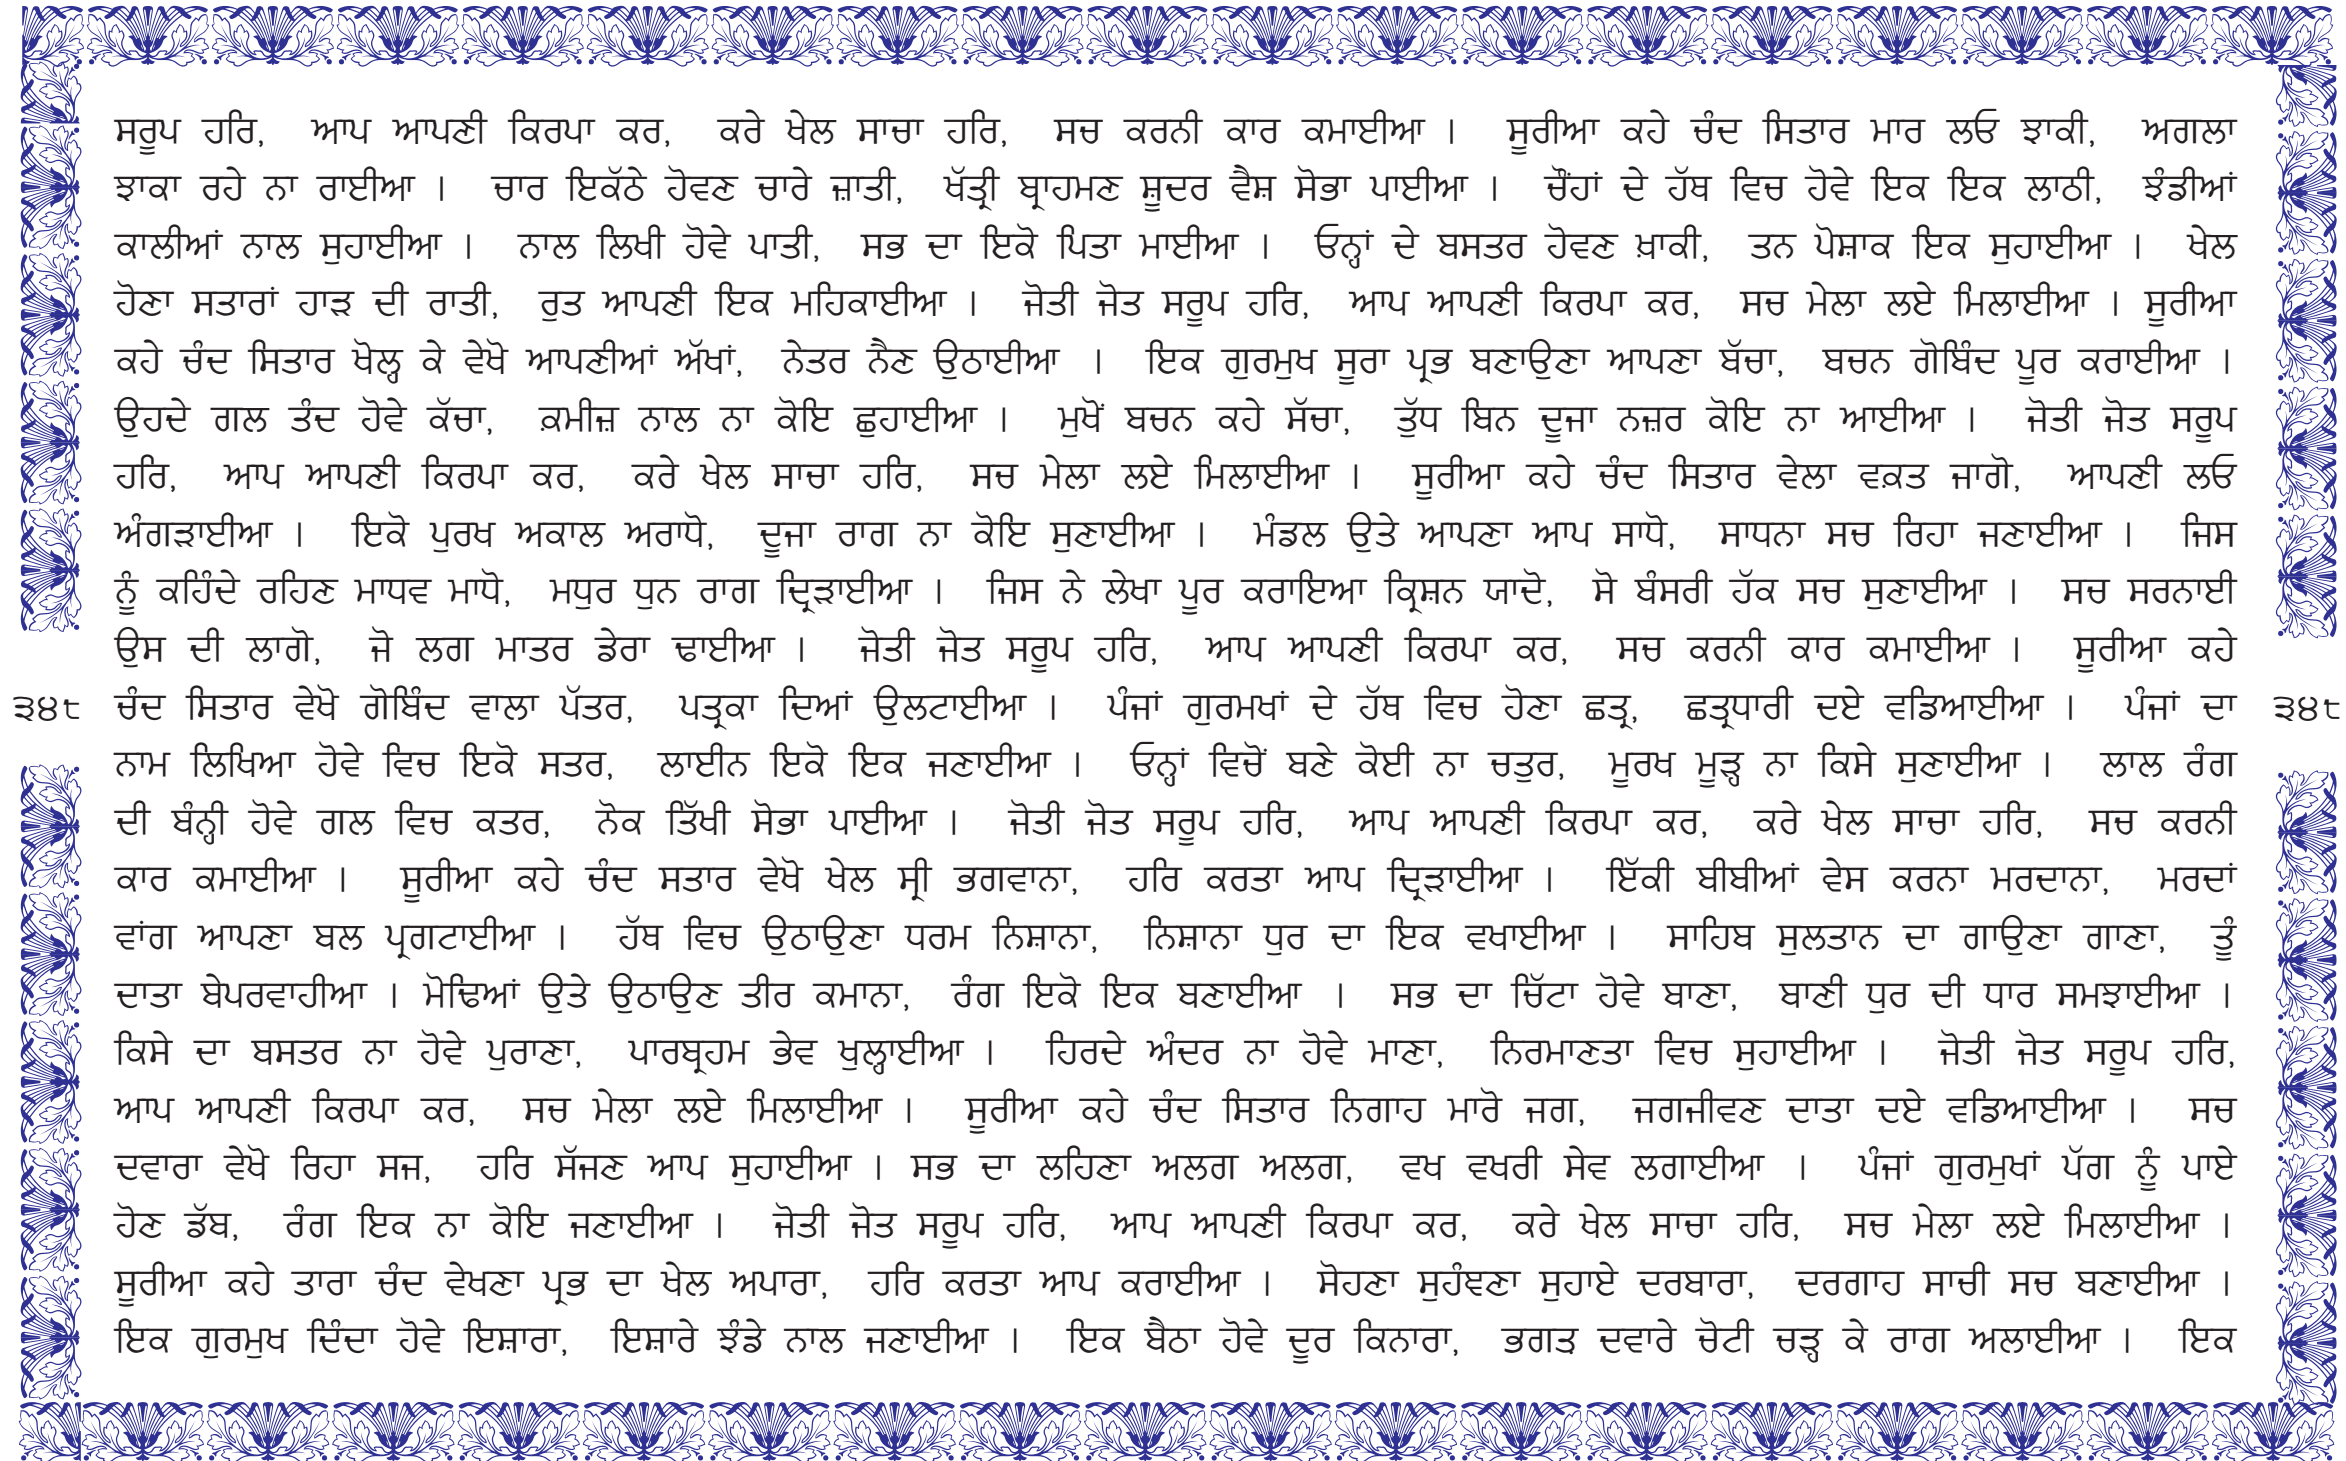 ਸਰੂਪ ਹਰਿ, ਆਪ ਆਪਣੀ ਕਿਰਪਾ ਕਰ, ਕਰੇ ਖੇਲ ਸਾਚਾ ਹਰਿ, ਸਚ ਕਰਨੀ ਕਾਰ ਕਮਾਈਆ । ਸੂਰੀਆ ਕਹੇ ਚੰਦ ਸਿਤਾਰ ਮਾਰ ਲਓ ਝਾਕੀ, ਅਗਲਾ
ਝਾਕਾ ਰਹੇ ਨਾ ਰਾਈਆ । ਚਾਰ ਇਕੱਠੇ ਹੋਵਣ ਚਾਰੇ ਜ਼ਾਤੀ, ਖੱਤ੍ਰੀ ਬ੍ਰਾਹਮਣ ਸ਼ੂਦਰ ਵੈਸ਼ ਸੋਭਾ ਪਾਈਆ । ਚੌਂਹਾਂ ਦੇ ਹੱਥ ਵਿਚ ਹੋਵੇ ਇਕ ਇਕ ਲਾਠੀ, ਝੰਡੀਆਂ
ਕਾਲੀਆਂ ਨਾਲ ਸੁਹਾਈਆ । ਨਾਲ ਲਿਖੀ ਹੋਵੇ ਪਾਤੀ, ਸਭ ਦਾ ਇਕੋ ਪਿਤਾ ਮਾਈਆ । ਓਨ੍ਹਾਂ ਦੇ ਬਸਤਰ ਹੋਵਣ ਖ਼ਾਕੀ, ਤਨ ਪੋਸ਼ਾਕ ਇਕ ਸੁਹਾਈਆ । ਖੇਲ
ਹੋਣਾ ਸਤਾਰਾਂ ਹਾੜ ਦੀ ਰਾਤੀ, ਰੁਤ ਆਪਣੀ ਇਕ ਮਹਿਕਾਈਆ । ਜੋਤੀ ਜੋਤ ਸਰੂਪ ਹਰਿ, ਆਪ ਆਪਣੀ ਕਿਰਪਾ ਕਰ, ਸਚ ਮੇਲਾ ਲਏ ਮਿਲਾਈਆ । ਸੂਰੀਆ
ਕਹੇ ਚੰਦ ਸਿਤਾਰ ਖੋਲ੍ਹ ਕੇ ਵੇਖੋ ਆਪਣੀਆਂ ਅੱਖਾਂ, ਨੇਤਰ ਨੈਣ ਉਠਾਈਆ । ਇਕ ਗੁਰਮੁਖ ਸੂਰਾ ਪ੍ਰਭ ਬਣਾਉਣਾ ਆਪਣਾ ਬੱਚਾ, ਬਚਨ ਗੋਬਿੰਦ ਪੂਰ ਕਰਾਈਆ ।
ਉਹਦੇ ਗਲ ਤੰਦ ਹੋਵੇ ਕੱਚਾ, ਕ਼ਮੀਜ਼ ਨਾਲ ਨਾ ਕੋਇ ਛੁਹਾਈਆ । ਮੁਖੋਂ ਬਚਨ ਕਹੇ ਸੱਚਾ, ਤੁੱਧ ਬਿਨ ਦੂਜਾ ਨਜ਼ਰ ਕੋਇ ਨਾ ਆਈਆ । ਜੋਤੀ ਜੋਤ ਸਰੂਪ
ਹਰਿ, ਆਪ ਆਪਣੀ ਕਿਰਪਾ ਕਰ, ਕਰੇ ਖੇਲ ਸਾਚਾ ਹਰਿ, ਸਚ ਮੇਲਾ ਲਏ ਮਿਲਾਈਆ । ਸੂਰੀਆ ਕਹੇ ਚੰਦ ਸਿਤਾਰ ਵੇਲਾ ਵਕ਼ਤ ਜਾਗੋ, ਆਪਣੀ ਲਓ
ਅੰਗੜਾਈਆ । ਇਕੋ ਪੁਰਖ ਅਕਾਲ ਅਰਾਧੋ, ਦੂਜਾ ਰਾਗ ਨਾ ਕੋਇ ਸੁਣਾਈਆ । ਮੰਡਲ ਉਤੇ ਆਪਣਾ ਆਪ ਸਾਧੋ, ਸਾਧਨਾ ਸਚ ਰਿਹਾ ਜਣਾਈਆ । ਜਿਸ
ਨੂੰ ਕਹਿੰਦੇ ਰਹਿਣ ਮਾਧਵ ਮਾਧੋ, ਮਧੁਰ ਧੁਨ ਰਾਗ ਦ੍ਰਿੜਾਈਆ । ਜਿਸ ਨੇ ਲੇਖਾ ਪੂਰ ਕਰਾਇਆ ਕ੍ਰਿਸ਼ਨ ਯਾਦੋ, ਸੋ ਬੰਸਰੀ ਹੱਕ ਸਚ ਸੁਣਾਈਆ । ਸਚ ਸਰਨਾਈ
ਉਸ ਦੀ ਲਾਗੋ, ਜੋ ਲਗ ਮਾਤਰ ਡੇਰਾ ਢਾਈਆ । ਜੋਤੀ ਜੋਤ ਸਰੂਪ ਹਰਿ, ਆਪ ਆਪਣੀ ਕਿਰਪਾ ਕਰ, ਸਚ ਕਰਨੀ ਕਾਰ ਕਮਾਈਆ । ਸੂਰੀਆ ਕਹੇ
੩੪੮ ਚੰਦ ਸਿਤਾਰ ਵੇਖੋ ਗੋਬਿੰਦ ਵਾਲਾ ਪੱਤਰ, ਪਤ੍ਰਕਾ ਦਿਆਂ ਉਲਟਾਈਆ । ਪੰਜਾਂ ਗੁਰਮਖਾਂ ਦੇ ਹੱਥ ਵਿਚ ਹੋਣਾ ਛਤ੍ਰ, ਛਤ੍ਰਧਾਰੀ ਦਏ ਵਡਿਆਈਆ । ਪੰਜਾਂ ਦਾ ੩੪੮
ਨਾਮ ਲਿਖਿਆ ਹੋਵੇ ਵਿਚ ਇਕੋ ਸਤਰ, ਲਾਈਨ ਇਕੋ ਇਕ ਜਣਾਈਆ । ਓਨ੍ਹਾਂ ਵਿਚੋਂ ਬਣੇ ਕੋਈ ਨਾ ਚਤੁਰ, ਮੂਰਖ ਮੂੜ੍ਹ ਨਾ ਕਿਸੇ ਸੁਣਾਈਆ । ਲਾਲ ਰੰਗ
ਦੀ ਬੰਨ੍ਹੀ ਹੋਵੇ ਗਲ ਵਿਚ ਕਤਰ, ਨੋਕ ਤਿੱਖੀ ਸੋਭਾ ਪਾਈਆ । ਜੋਤੀ ਜੋਤ ਸਰੂਪ ਹਰਿ, ਆਪ ਆਪਣੀ ਕਿਰਪਾ ਕਰ, ਕਰੇ ਖੇਲ ਸਾਚਾ ਹਰਿ, ਸਚ ਕਰਨੀ
ਕਾਰ ਕਮਾਈਆ । ਸੂਰੀਆ ਕਹੇ ਚੰਦ ਸਤਾਰ ਵੇਖੋ ਖੇਲ ਸ੍ਰੀ ਭਗਵਾਨਾ, ਹਰਿ ਕਰਤਾ ਆਪ ਦ੍ਰਿੜਾਈਆ । ਇੱਕੀ ਬੀਬੀਆਂ ਵੇਸ ਕਰਨਾ ਮਰਦਾਨਾ, ਮਰਦਾਂ
ਵਾਂਗ ਆਪਣਾ ਬਲ ਪ੍ਰਗਟਾਈਆ । ਹੱਥ ਵਿਚ ਉਠਾਉਣਾ ਧਰਮ ਨਿਸ਼ਾਨਾ, ਨਿਸ਼ਾਨਾ ਧੁਰ ਦਾ ਇਕ ਵਖਾਈਆ । ਸਾਹਿਬ ਸੁਲਤਾਨ ਦਾ ਗਾਉਣਾ ਗਾਣਾ, ਤੂੰ
ਦਾਤਾ ਬੇਪਰਵਾਹੀਆ । ਮੋਢਿਆਂ ਉਤੇ ਉਠਾਉਣ ਤੀਰ ਕਮਾਨਾ, ਰੰਗ ਇਕੋ ਇਕ ਬਣਾਈਆ । ਸਭ ਦਾ ਚਿੱਟਾ ਹੋਵੇ ਬਾਣਾ, ਬਾਣੀ ਧੁਰ ਦੀ ਧਾਰ ਸਮਝਾਈਆ ।
ਕਿਸੇ ਦਾ ਬਸਤਰ ਨਾ ਹੋਵੇ ਪੁਰਾਣਾ, ਪਾਰਬ੍ਰਹਮ ਭੇਵ ਖੁਲ੍ਹਾਈਆ । ਹਿਰਦੇ ਅੰਦਰ ਨਾ ਹੋਵੇ ਮਾਣਾ, ਨਿਰਮਾਣਤਾ ਵਿਚ ਸੁਹਾਈਆ । ਜੋਤੀ ਜੋਤ ਸਰੂਪ ਹਰਿ,
ਆਪ ਆਪਣੀ ਕਿਰਪਾ ਕਰ, ਸਚ ਮੇਲਾ ਲਏ ਮਿਲਾਈਆ । ਸੂਰੀਆ ਕਹੇ ਚੰਦ ਸਿਤਾਰ ਨਿਗਾਹ ਮਾਰੋ ਜਗ, ਜਗਜੀਵਣ ਦਾਤਾ ਦਏ ਵਡਿਆਈਆ । ਸਚ
ਦਵਾਰਾ ਵੇਖੋ ਰਿਹਾ ਸਜ, ਹਰਿ ਸੱਜਣ ਆਪ ਸੁਹਾਈਆ । ਸਭ ਦਾ ਲਹਿਣਾ ਅਲਗ ਅਲਗ, ਵਖ ਵਖਰੀ ਸੇਵ ਲਗਾਈਆ । ਪੰਜਾਂ ਗੁਰਮੁਖਾਂ ਪੱਗ ਨੂੰ ਪਾਏ
ਹੋਣ ਡੱਬ, ਰੰਗ ਇਕ ਨਾ ਕੋਇ ਜਣਾਈਆ । ਜੋਤੀ ਜੋਤ ਸਰੂਪ ਹਰਿ, ਆਪ ਆਪਣੀ ਕਿਰਪਾ ਕਰ, ਕਰੇ ਖੇਲ ਸਾਚਾ ਹਰਿ, ਸਚ ਮੇਲਾ ਲਏ ਮਿਲਾਈਆ ।
ਸੂਰੀਆ ਕਹੇ ਤਾਰਾ ਚੰਦ ਵੇਖਣਾ ਪ੍ਰਭ ਦਾ ਖੇਲ ਅਪਾਰਾ, ਹਰਿ ਕਰਤਾ ਆਪ ਕਰਾਈਆ । ਸੋਹਣਾ ਸੁਹੰਞਣਾ ਸੁਹਾਏ ਦਰਬਾਰਾ, ਦਰਗਾਹ ਸਾਚੀ ਸਚ ਬਣਾਈਆ ।
ਇਕ ਗੁਰਮੁਖ ਦਿੰਦਾ ਹੋਵੇ ਇਸ਼ਾਰਾ, ਇਸ਼ਾਰੇ ਝੰਡੇ ਨਾਲ ਜਣਾਈਆ । ਇਕ ਬੈਠਾ ਹੋਵੇ ਦੂਰ ਕਿਨਾਰਾ, ਭਗਤ਼ ਦਵਾਰੇ ਚੋਟੀ ਚੜ੍ਹ ਕੇ ਰਾਗ ਅਲਾਈਆ । ਇਕ